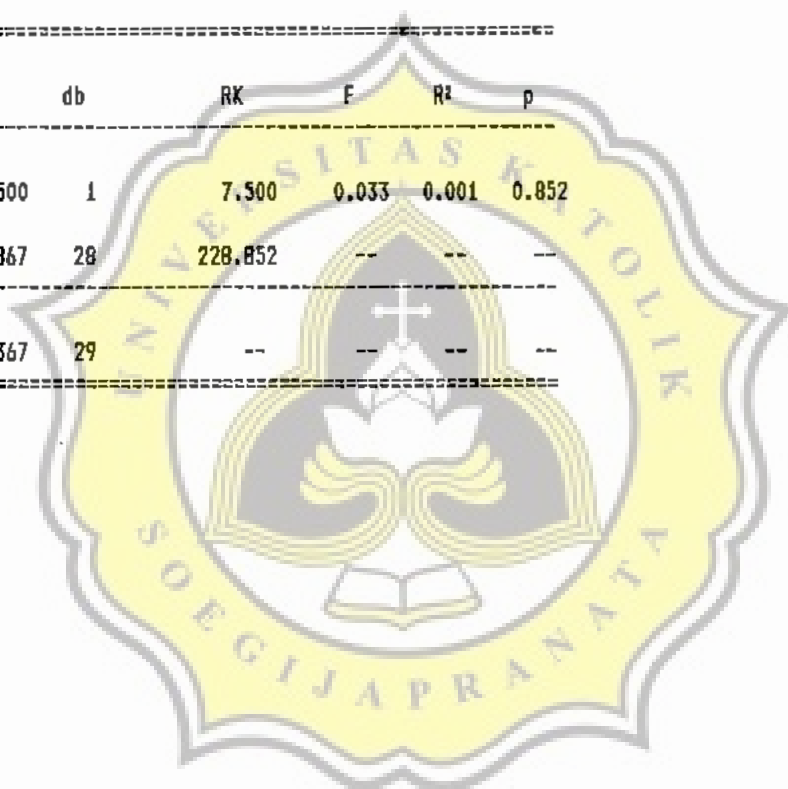 db RK F R² p
500 1 7.500 0.033 0.001 0.852
867 28 228.852 -- -- --
367 29 -- -- -- --
UNIVERSITAS KATOLIK
SOEGIJAPRANATA